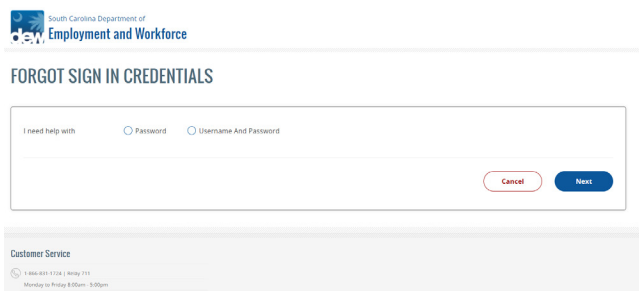 South Carolina Department of
dew Employment and Workforce
FORGOT SIGN IN CREDENTIALS
I need help with Password Username And Password
Cancel Next
Customer Service
1-866-831-1724 | Relay 711
Monday to Friday 8:00am - 5:00pm